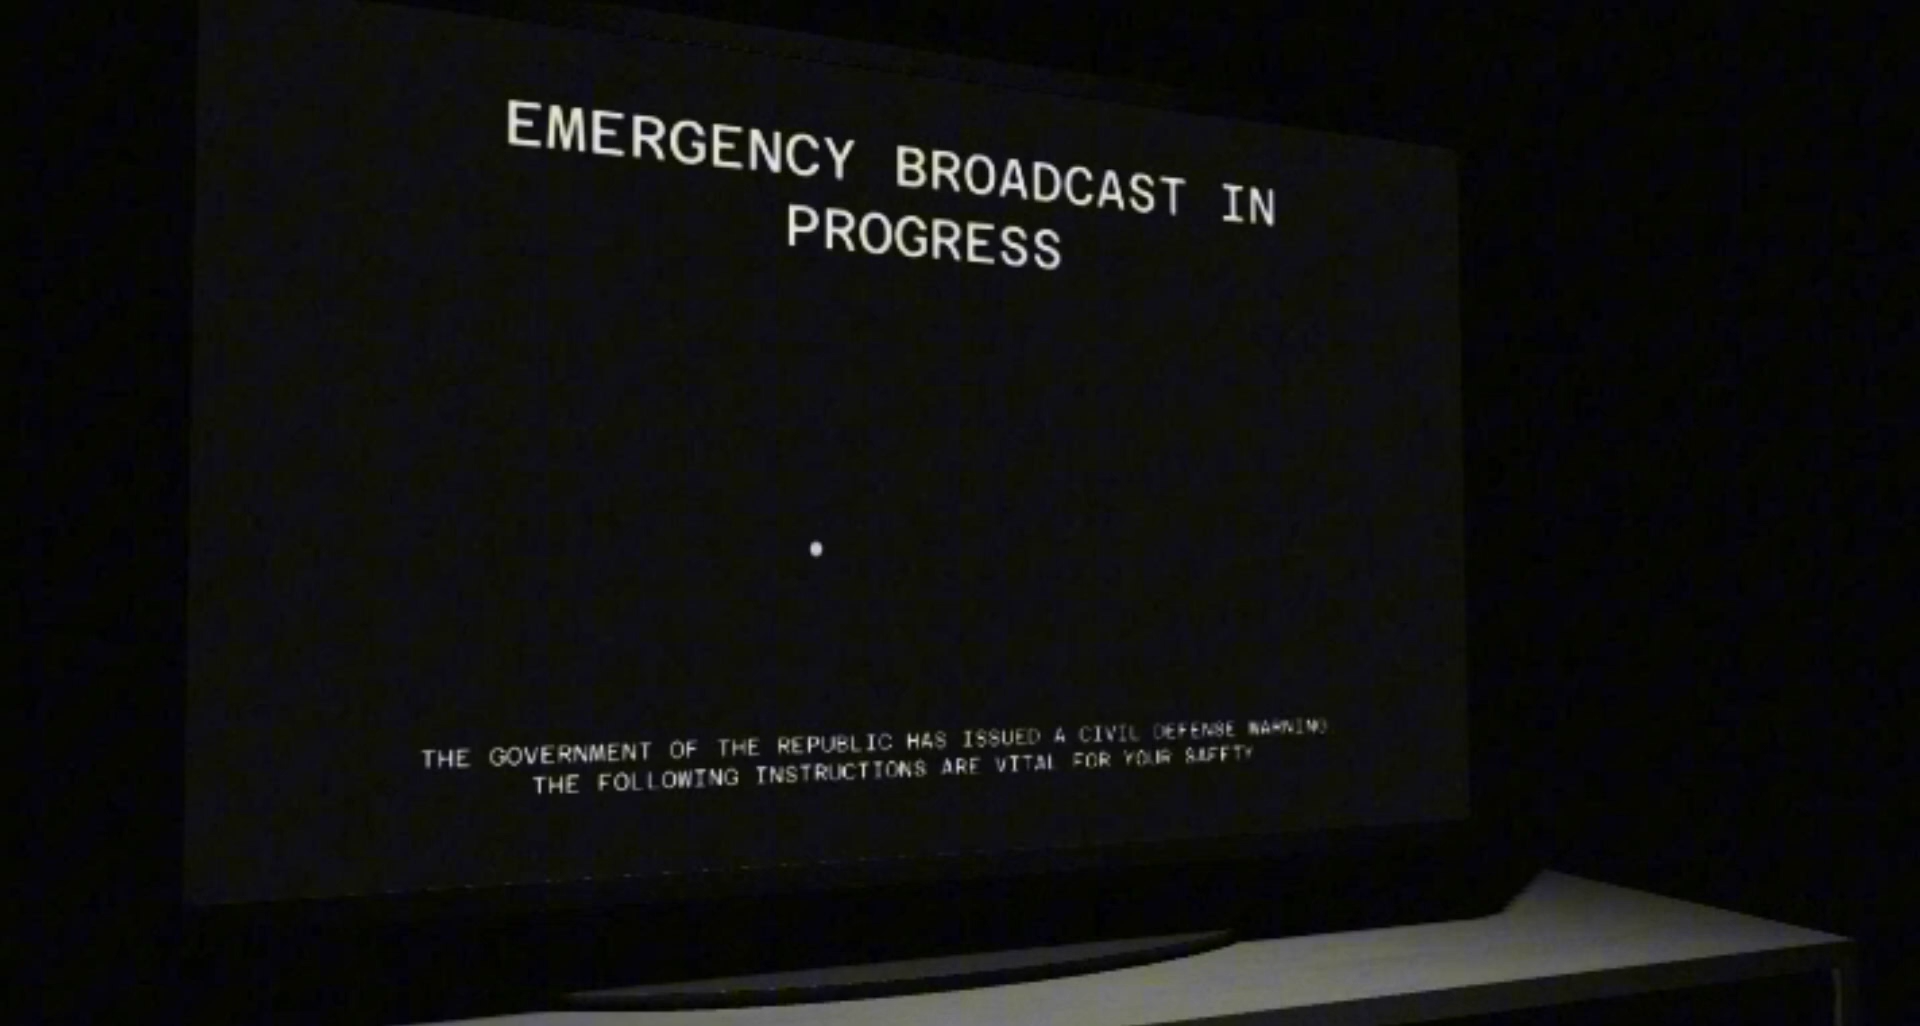 EMERGENCY BROADCAST IN
PROGRESS
THE GOVERNMENT OF THE REPUBLIC HAS ISSUED A CIVIL DEFENSE WARNING
THE FOLLOWING INSTRUCTIONS ARE VITAL FOR YOUR SAFETY